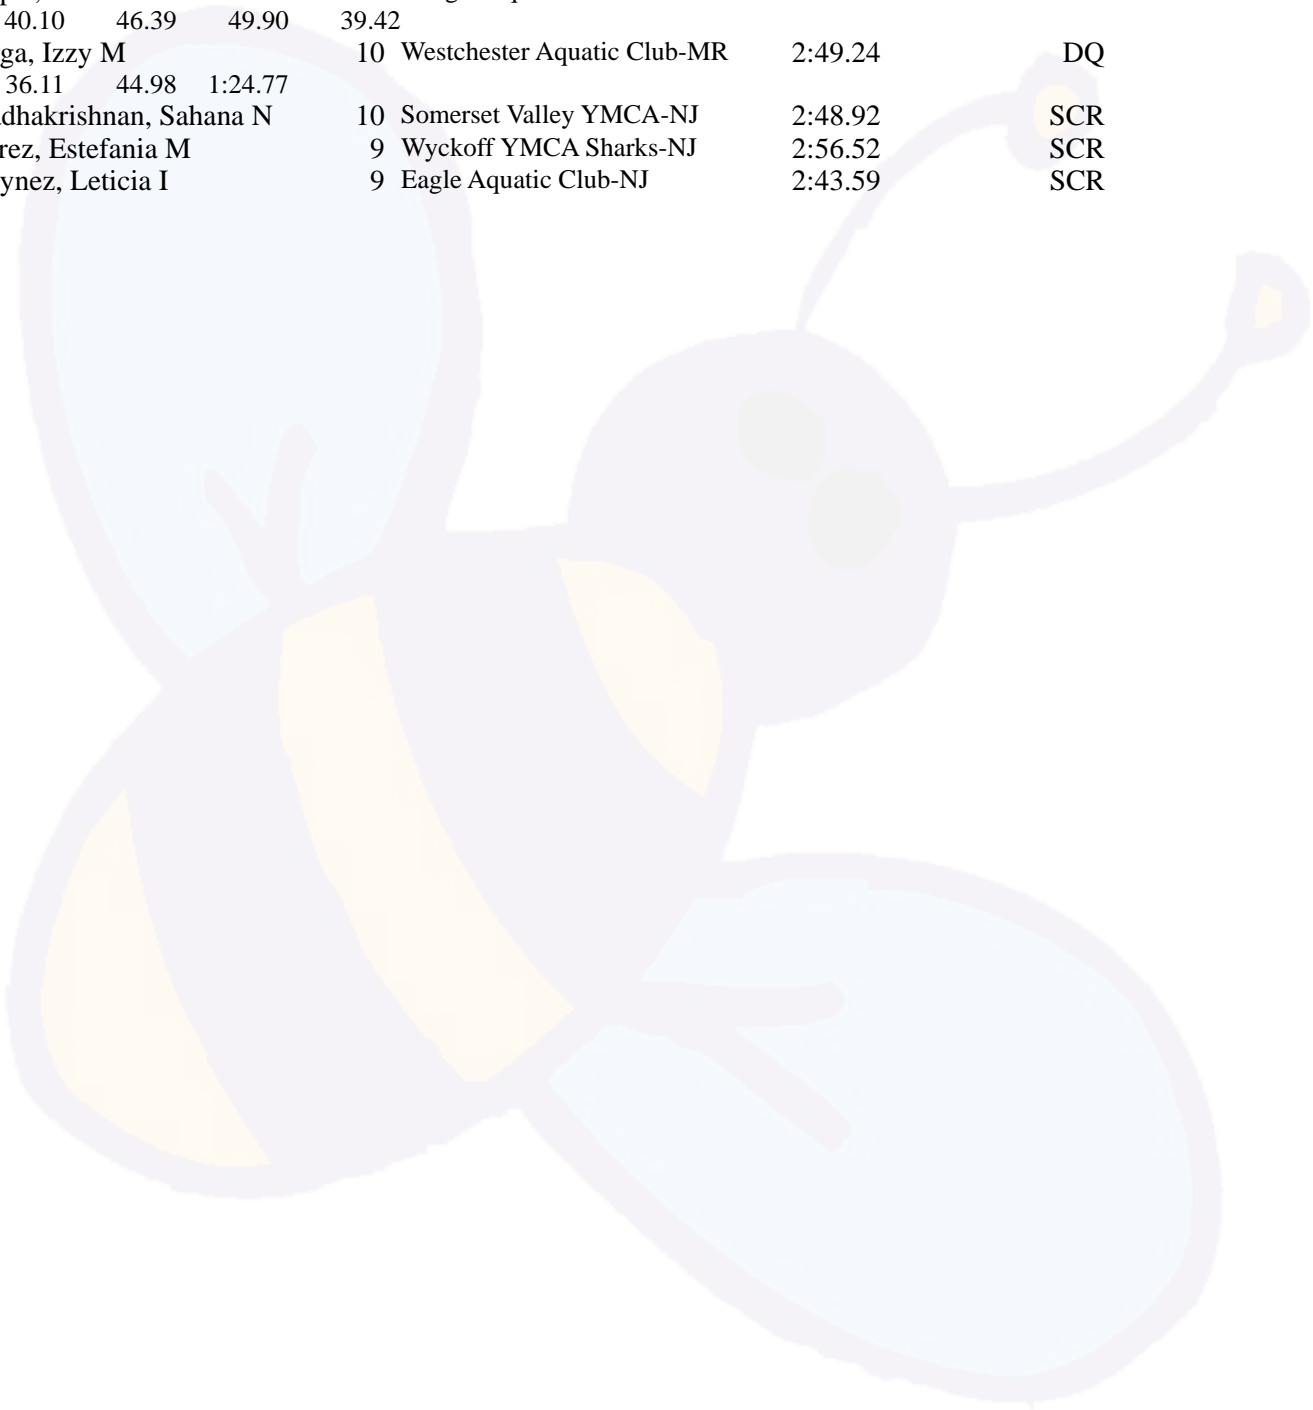 40.10 46.39 49.90 39.42
ga, Izzy M 10 Westchester Aquatic Club-MR 2:49.24 DQ
36.11 44.98 1:24.77
dhakrishnan, Sahana N 10 Somerset Valley YMCA-NJ 2:48.92 SCR
rez, Estefania M 9 Wyckoff YMCA Sharks-NJ 2:56.52 SCR
ynez, Leticia I 9 Eagle Aquatic Club-NJ 2:43.59 SCR